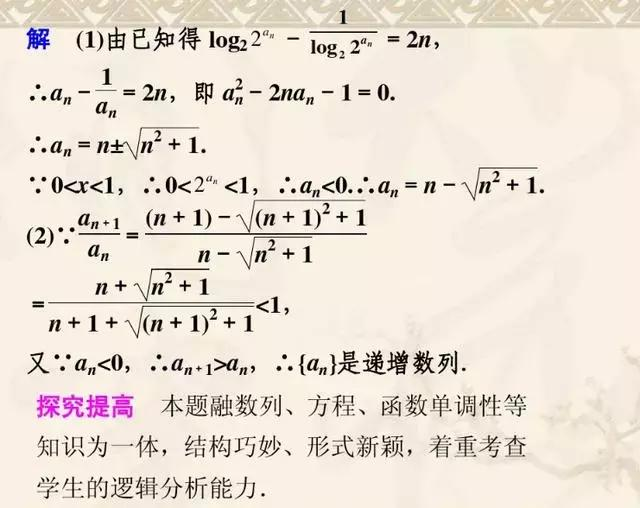 解 (1)由已知得 log₂2^{aₙ} − 1/(log₂2^{aₙ}) = 2n,
∴aₙ − 1/aₙ = 2n, 即 aₙ² − 2naₙ − 1 = 0.
∴aₙ = n±√(n² + 1).
∵0<x<1, ∴0<2^{aₙ}<1, ∴aₙ<0.∴aₙ = n − √(n² + 1).
(2)∵aₙ₊₁/aₙ = ((n + 1) − √((n + 1)² + 1))/(n − √(n² + 1))
= (n + √(n² + 1))/(n + 1 + √((n + 1)² + 1))<1,
又∵aₙ<0, ∴aₙ₊₁>aₙ, ∴{aₙ}是递增数列.
探究提高 本题融数列、方程、函数单调性等
知识为一体，结构巧妙、形式新颖，着重考查
学生的逻辑分析能力．